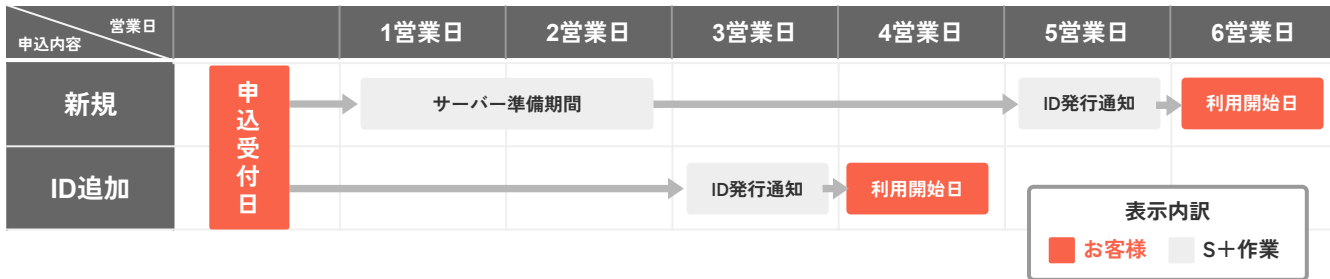 営業日
申込内容
1営業日
2営業日
3営業日
4営業日
5営業日
6営業日
新規
申込受付日
サーバー準備期間
ID発行通知
利用開始日
ID追加
ID発行通知
利用開始日
表示内訳
お客様
S＋作業